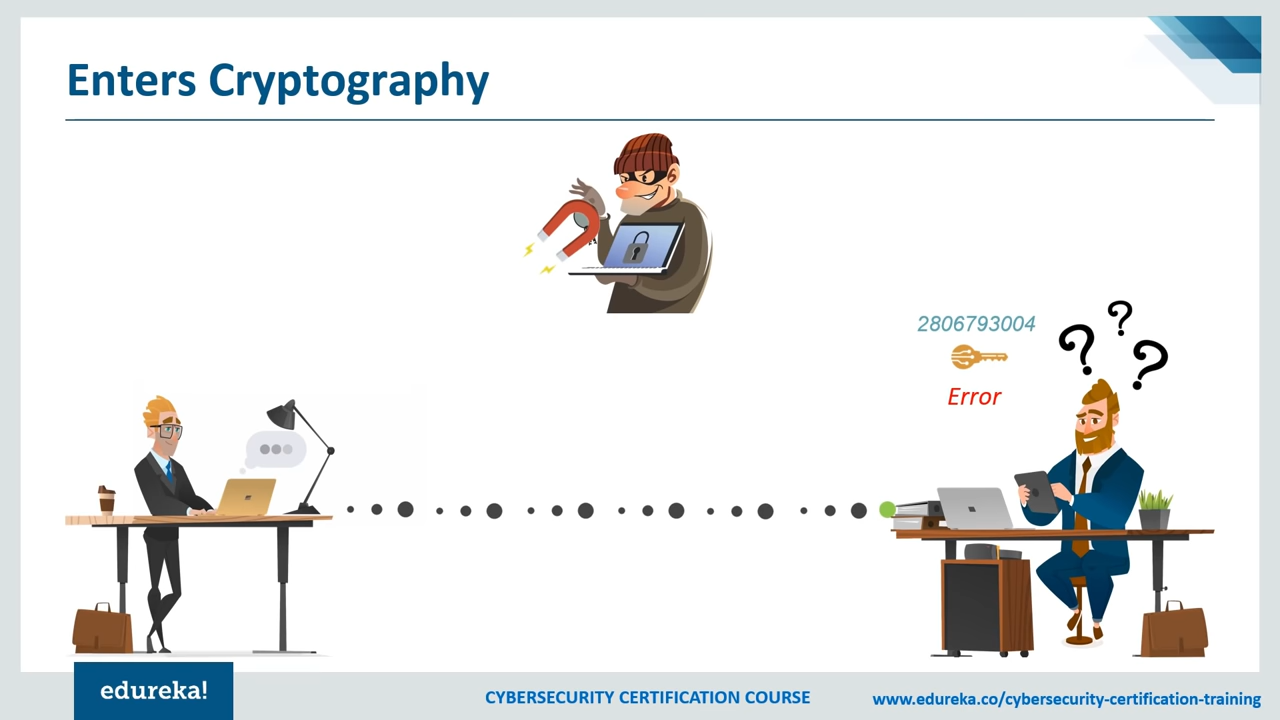 Enters Cryptography
2806793004
Error
? ? ?
edureka!
CYBERSECURITY CERTIFICATION COURSE
www.edureka.co/cybersecurity-certification-training